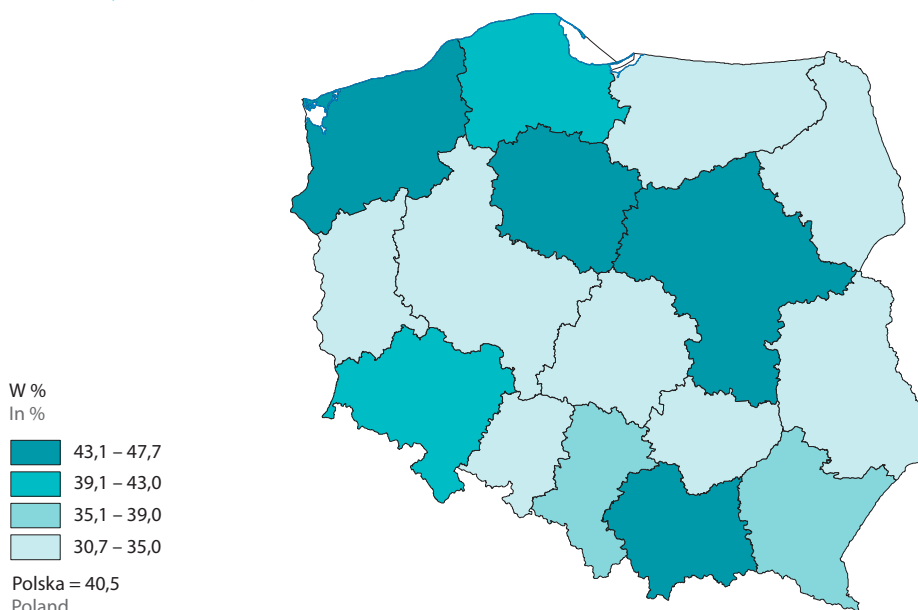 W %
In %
43,1 – 47,7
39,1 – 43,0
35,1 – 39,0
30,7 – 35,0
Polska = 40,5
Poland